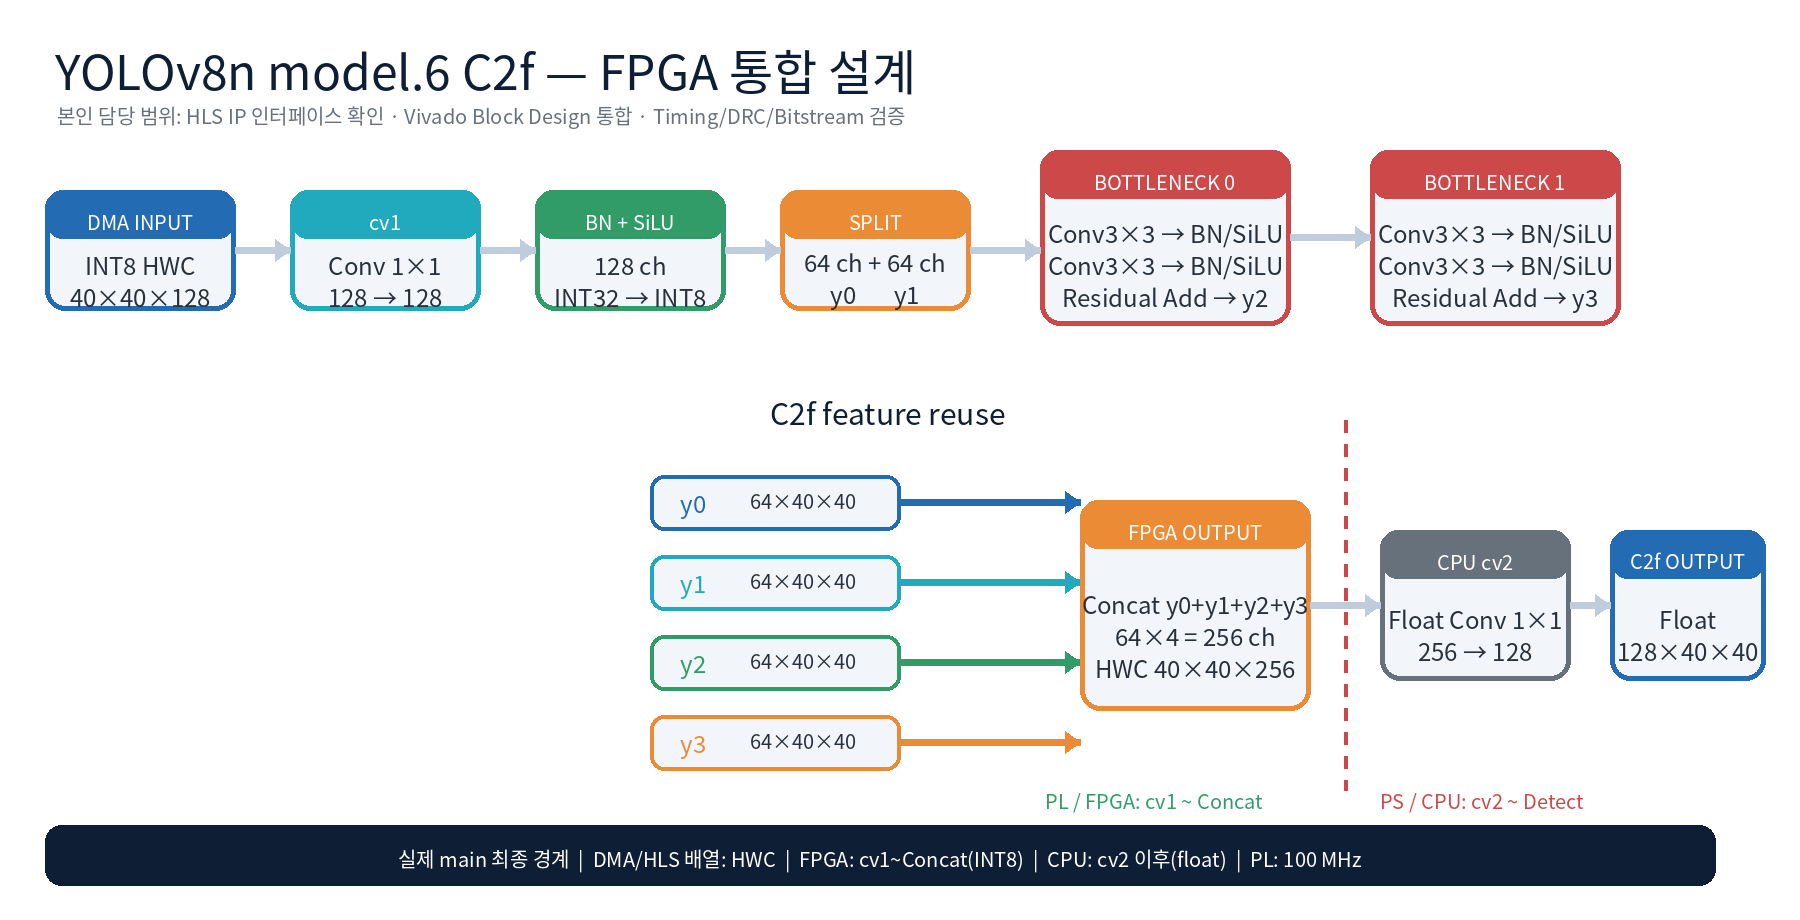 YOLOv8n model.6 C2f — FPGA 통합 설계
본인 담당 범위: HLS IP 인터페이스 확인 · Vivado Block Design 통합 · Timing/DRC/Bitstream 검증
DMA INPUT
INT8 HWC
40×40×128
cv1
Conv 1×1
128 → 128
BN + SiLU
128 ch
INT32 → INT8
SPLIT
64 ch + 64 ch
y0 y1
BOTTLENECK 0
Conv3×3 → BN/SiLU
Conv3×3 → BN/SiLU
Residual Add → y2
BOTTLENECK 1
Conv3×3 → BN/SiLU
Conv3×3 → BN/SiLU
Residual Add → y3
C2f feature reuse
y0 64×40×40
y1 64×40×40
y2 64×40×40
y3 64×40×40
FPGA OUTPUT
Concat y0+y1+y2+y3
64×4 = 256 ch
HWC 40×40×256
CPU cv2
Float Conv 1×1
256 → 128
C2f OUTPUT
Float
128×40×40
PL / FPGA: cv1 ~ Concat
PS / CPU: cv2 ~ Detect
실제 main 최종 경계 | DMA/HLS 배열: HWC | FPGA: cv1~Concat(INT8) | CPU: cv2 이후(float) | PL: 100 MHz